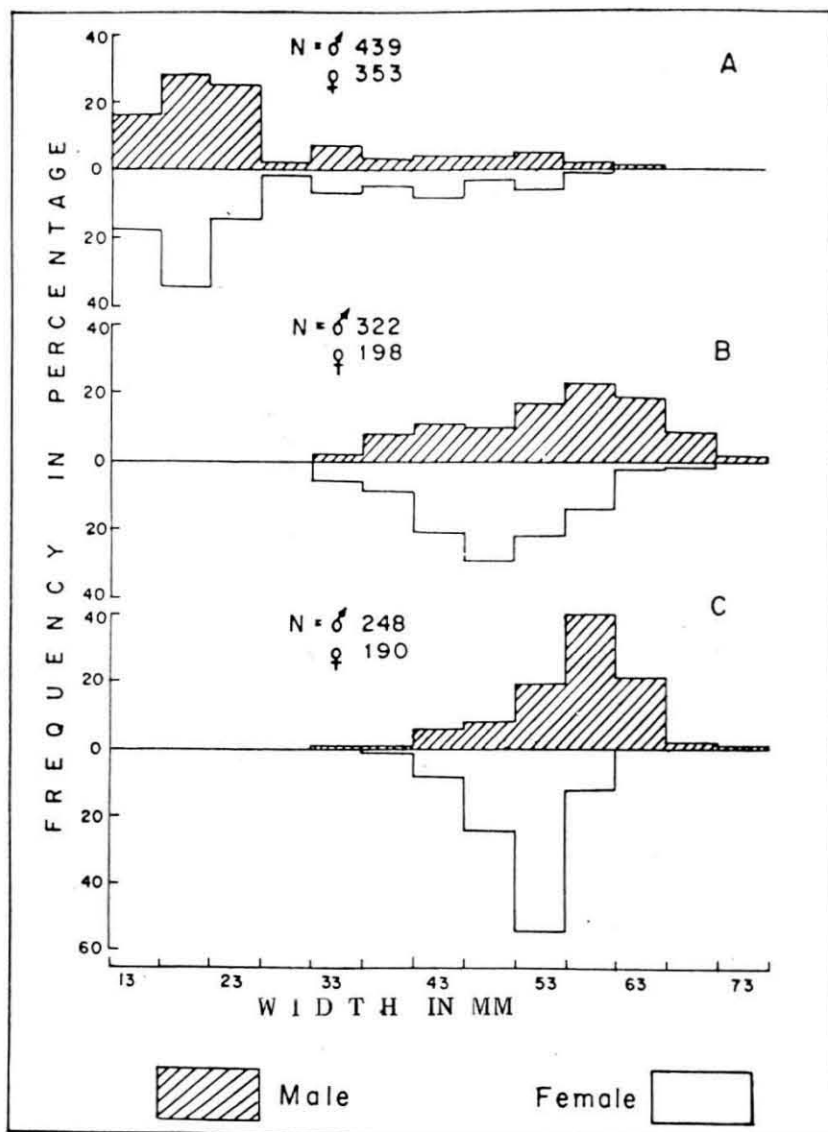 FREQUENCY IN PERCENTAGE
40
20
0
20
40
N = ♂ 439
♀ 353
A
40
20
0
20
40
N = ♂ 322
♀ 198
B
40
20
0
20
40
60
N = ♂ 248
♀ 190
C
13 23 33 43 53 63 73
WIDTH IN MM
Male Female